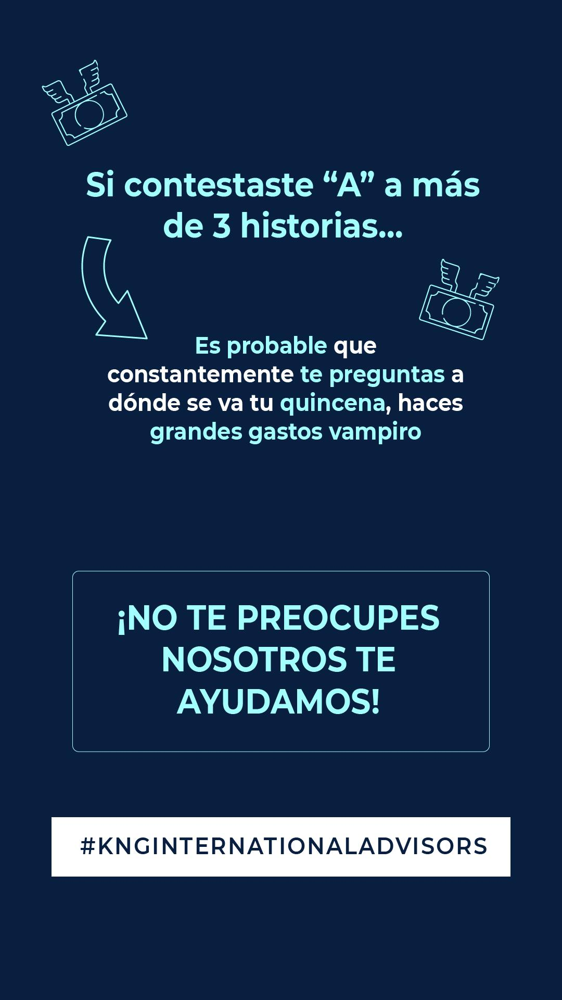 Si contestaste “A” a más
de 3 historias...
Es probable que
constantemente te preguntas a
dónde se va tu quincena, haces
grandes gastos vampiro
¡NO TE PREOCUPES
NOSOTROS TE
AYUDAMOS!
#KNGINTERNATIONALADVISORS